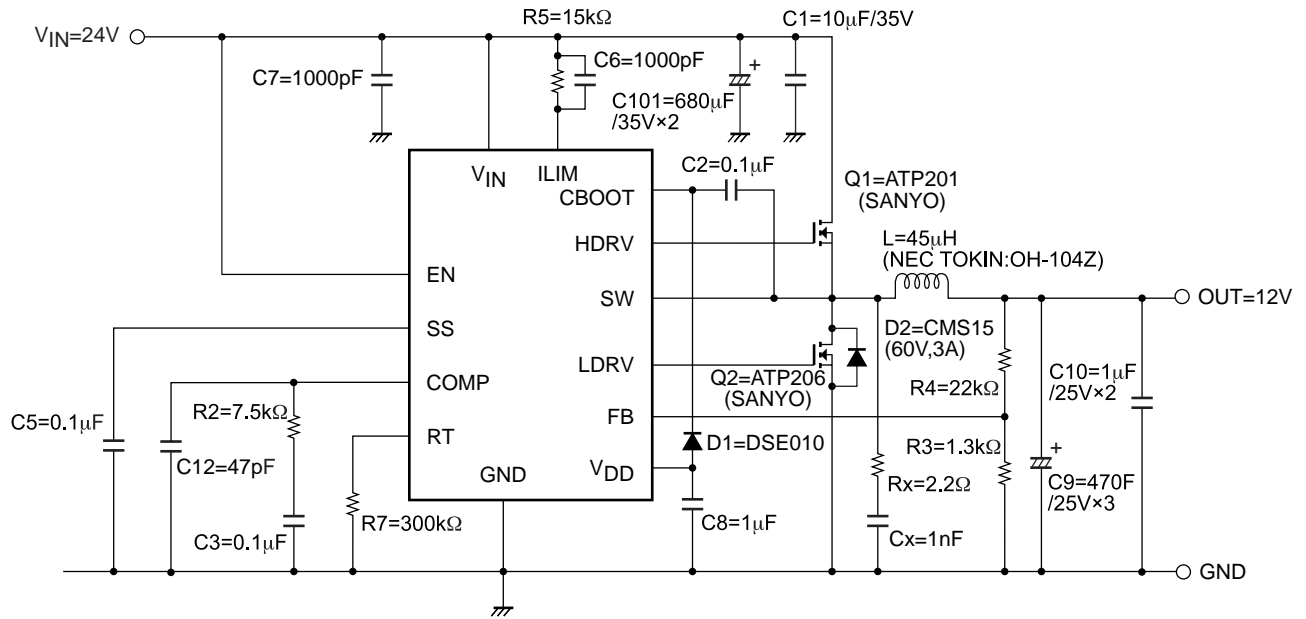 R5=15kΩ
C1=10μF/35V
VIN=24V
C7=1000pF
C6=1000pF
C101=680μF
/35V×2
+
VIN
ILIM
C2=0.1μF
CBOOT
Q1=ATP201
(SANYO)
HDRV
L=45μH
(NEC TOKIN:OH-104Z)
EN
SW
OUT=12V
SS
D2=CMS15
(60V,3A)
LDRV
Q2=ATP206
(SANYO)
COMP
R4=22kΩ
C10=1μF
/25V×2
C5=0.1μF
R2=7.5kΩ
FB
RT
D1=DSE010
R3=1.3kΩ
+
C12=47pF
GND
VDD
Rx=2.2Ω
C9=470F
/25V×3
R7=300kΩ
C8=1μF
C3=0.1μF
Cx=1nF
GND